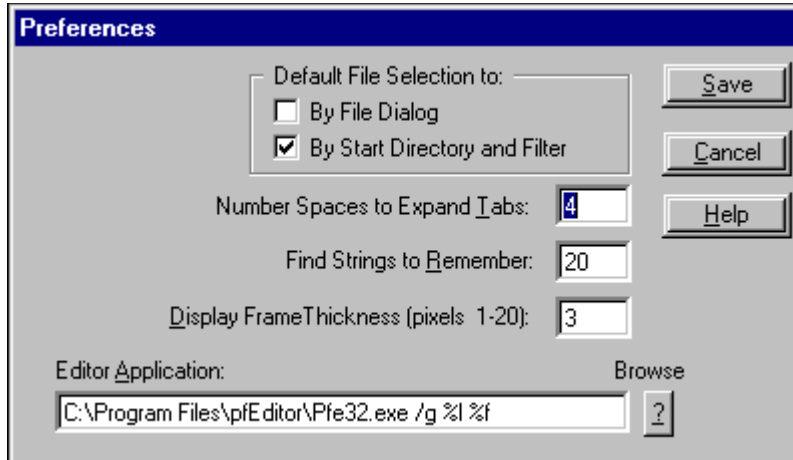 Preferences
Default File Selection to:
By File Dialog
By Start Directory and Filter
Save
Cancel
Help
Number Spaces to Expand Tabs: 4
Find Strings to Remember: 20
Display FrameThickness (pixels 1-20): 3
Editor Application:
Browse
C:\Program Files\pfEditor\Pfe32.exe /g %l %f
?